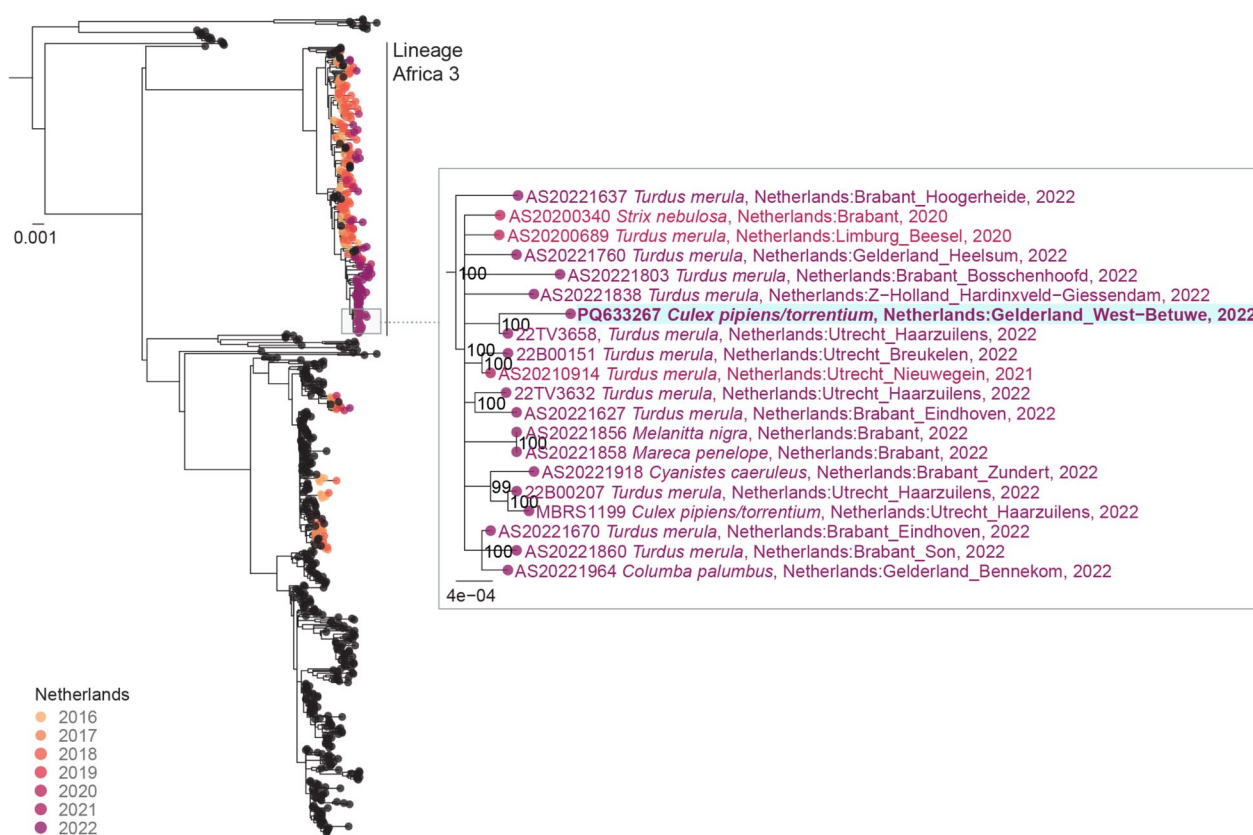 Lineage
Africa 3
0.001
AS20221637 Turdus merula, Netherlands:Brabant_Hoogerheide, 2022
AS20200340 Strix nebulosa, Netherlands:Brabant, 2020
AS20200689 Turdus merula, Netherlands:Limburg_Beesel, 2020
AS20221760 Turdus merula, Netherlands:Gelderland_Heelsum, 2022
100
AS20221803 Turdus merula, Netherlands:Brabant_Bosschenhoofd, 2022
AS20221838 Turdus merula, Netherlands:Z−Holland_Hardinxveld−Giessendam, 2022
PQ633267 Culex pipiens/torrentium, Netherlands:Gelderland_West−Betuwe, 2022
100
22TV3658, Turdus merula, Netherlands:Utrecht_Haarzuilens, 2022
100
22B00151 Turdus merula, Netherlands:Utrecht_Breukelen, 2022
100
AS20210914 Turdus merula, Netherlands:Utrecht_Nieuwegein, 2021
22TV3632 Turdus merula, Netherlands:Utrecht_Haarzuilens, 2022
100
AS20221627 Turdus merula, Netherlands:Brabant_Eindhoven, 2022
AS20221856 Melanitta nigra, Netherlands:Brabant, 2022
100
AS20221858 Mareca penelope, Netherlands:Brabant, 2022
AS20221918 Cyanistes caeruleus, Netherlands:Brabant_Zundert, 2022
99
22B00207 Turdus merula, Netherlands:Utrecht_Haarzuilens, 2022
100
MBRS1199 Culex pipiens/torrentium, Netherlands:Utrecht_Haarzuilens, 2022
AS20221670 Turdus merula, Netherlands:Brabant_Eindhoven, 2022
100
AS20221860 Turdus merula, Netherlands:Brabant_Son, 2022
AS20221964 Columba palumbus, Netherlands:Gelderland_Bennekom, 2022
4e−04
Netherlands
2016
2017
2018
2019
2020
2021
2022